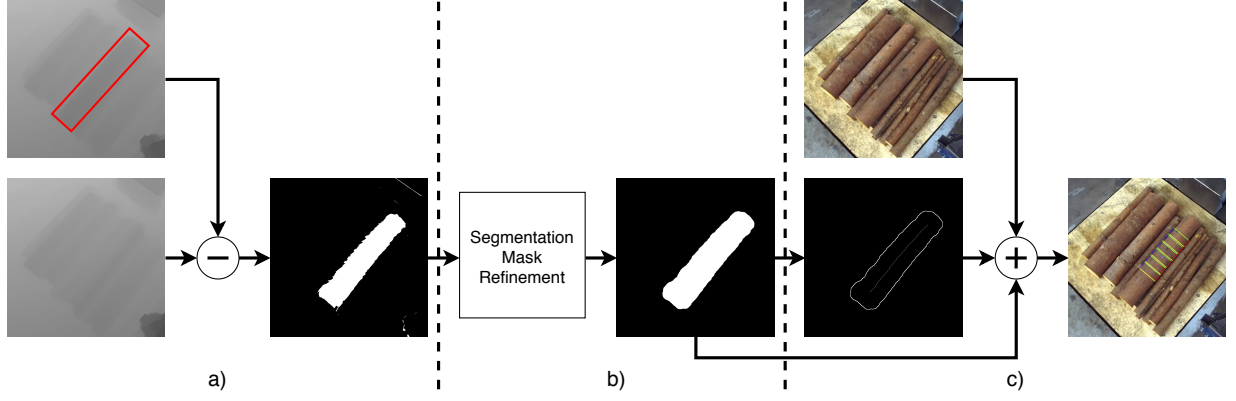 Segmentation
Mask
Refinement
a)
b)
c)